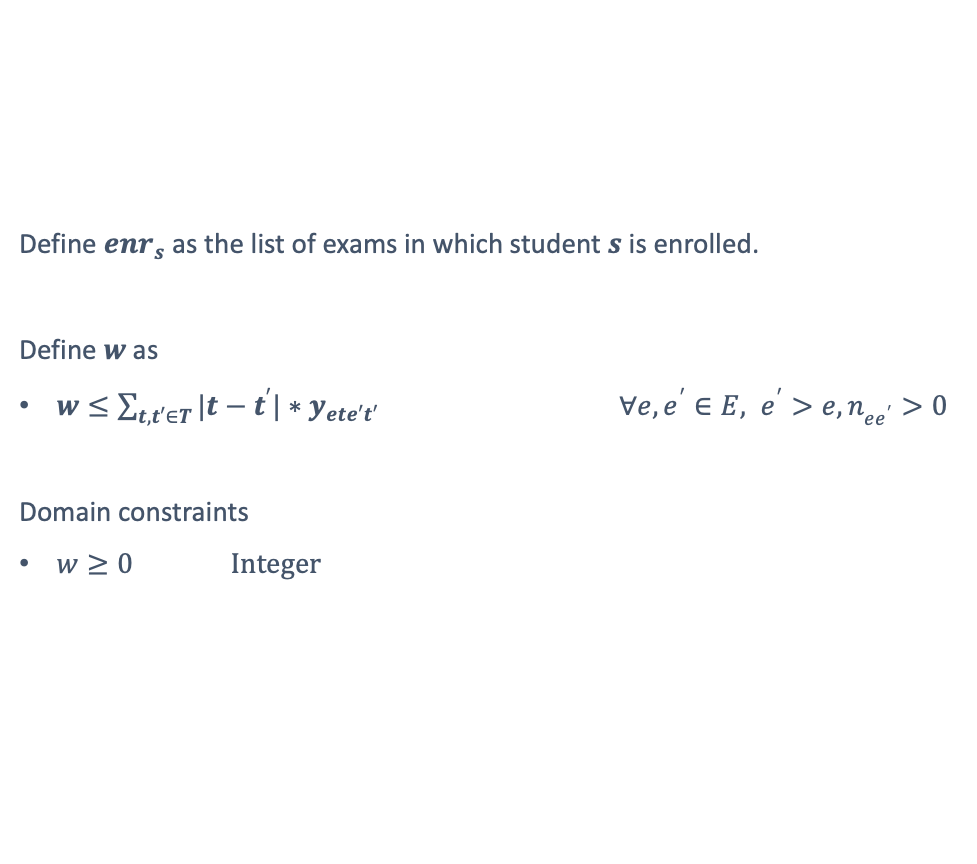 Define enrₛ as the list of exams in which student s is enrolled.
Define w as
• w ≤ ∑_{t,t'∈T} |t − t'| * y_{ete't'} ∀e, e' ∈ E, e' > e, n_{ee'} > 0
Domain constraints
• w ≥ 0 Integer